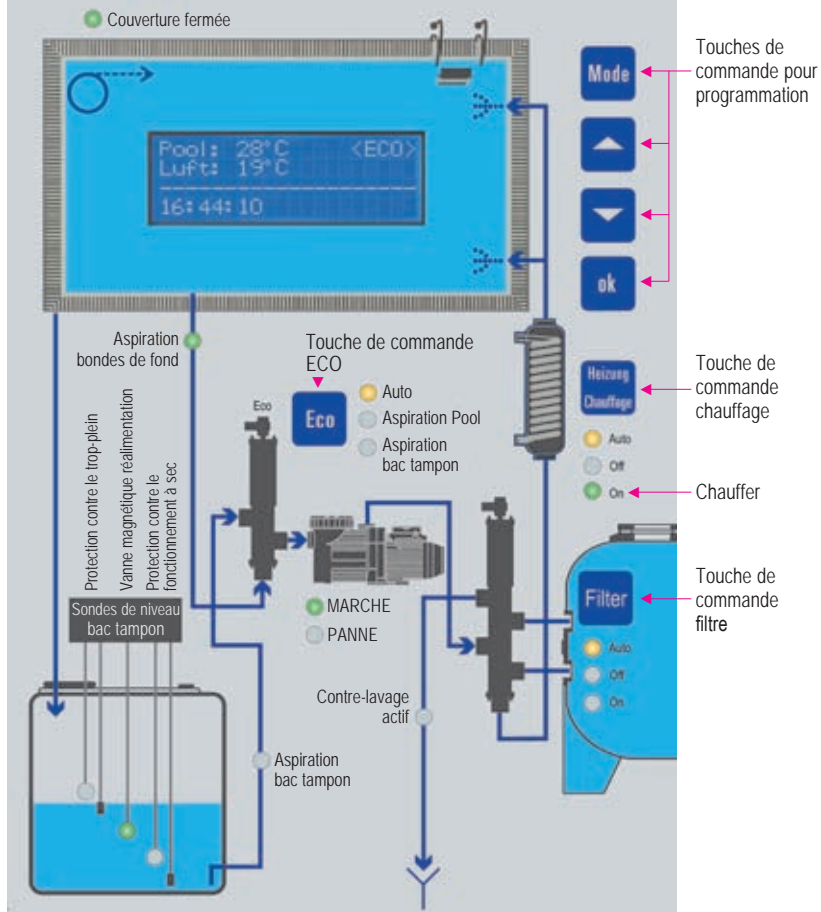 Couverture fermée
Pool: 28°C <ECO>
Luft: 19°C
16:44:10
Mode
ok
Touches de
commande pour
programmation
Aspiration
bondes de fond
Touche de commande
ECO
Eco
Eco
Auto
Aspiration Pool
Aspiration
bac tampon
Heizung
Chauffage
Auto
Off
On
Touche de
commande
chauffage
Chauffer
Protection contre le trop-plein
Vanne magnétique réalimentation
Protection contre le
fonctionnement à sec
Sondes de niveau
bac tampon
MARCHE
PANNE
Filter
Auto
Off
On
Touche de
commande
filtre
Contre-lavage
actif
Aspiration
bac tampon